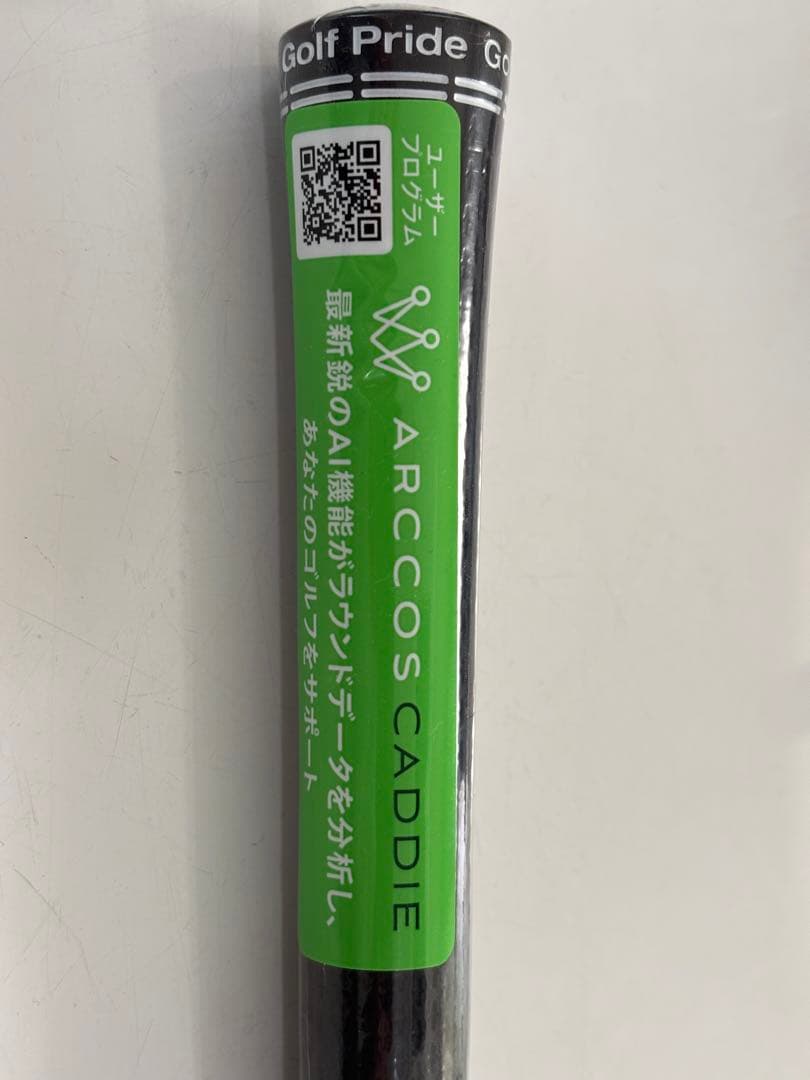 Golf Pride Go
ユーザー
プログラム
ARCCOS CADDIE
最新鋭のAI機能がラウンドデータを分析し、
あなたのゴルフをサポート